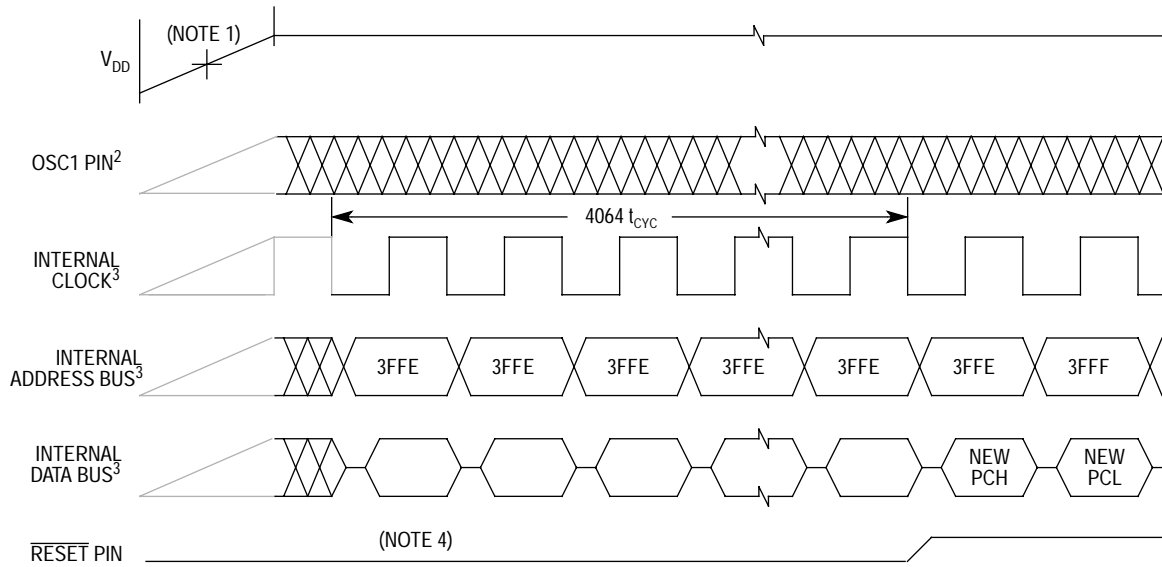 (NOTE 1)
V_DD
OSC1 PIN²
4064 t_CYC
INTERNAL
CLOCK³
INTERNAL
ADDRESS BUS³
3FFE 3FFE 3FFE 3FFE 3FFE 3FFE 3FFF
INTERNAL
DATA BUS³
NEW
PCH
NEW
PCL
(NOTE 4)
RESET PIN